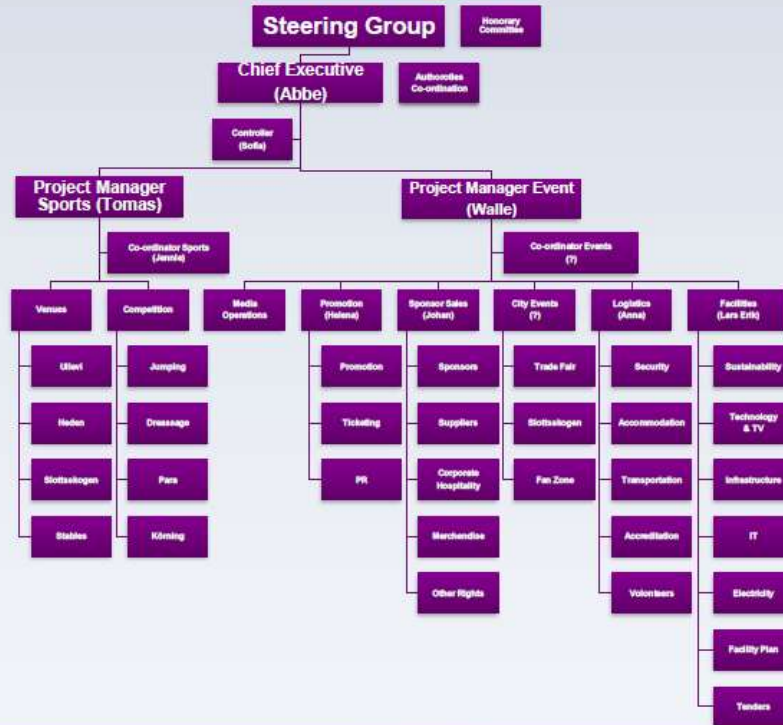 Steering Group
Honorary
Committee
Chief Executive
(Abbe)
Authoroties
Co-ordination
Controller
(Sofia)
Project Manager
Sports (Tomas)
Project Manager Event
(Walle)
Co-ordinator Sports
(Jennie)
Co-ordinator Events
(?)
Venues
Competition
Media
Operations
Promotion
(Helena)
Sponsor Sales
(Johan)
City Events
(?)
Logistics
(Anna)
Facilities
(Lars Erik)
Ullevi
Jumping
Promotion
Sponsors
Trade Fair
Security
Sustainability
Heden
Dressage
Ticketing
Suppliers
Slottsskogen
Accommodation
Technology
& TV
Slottsskogen
Para
PR
Corporate
Hospitality
Fan Zone
Transportation
Infrastructure
Stables
Körning
Merchandise
Accreditation
IT
Other Rights
Volunteers
Electricity
Facility Plan
Tenders